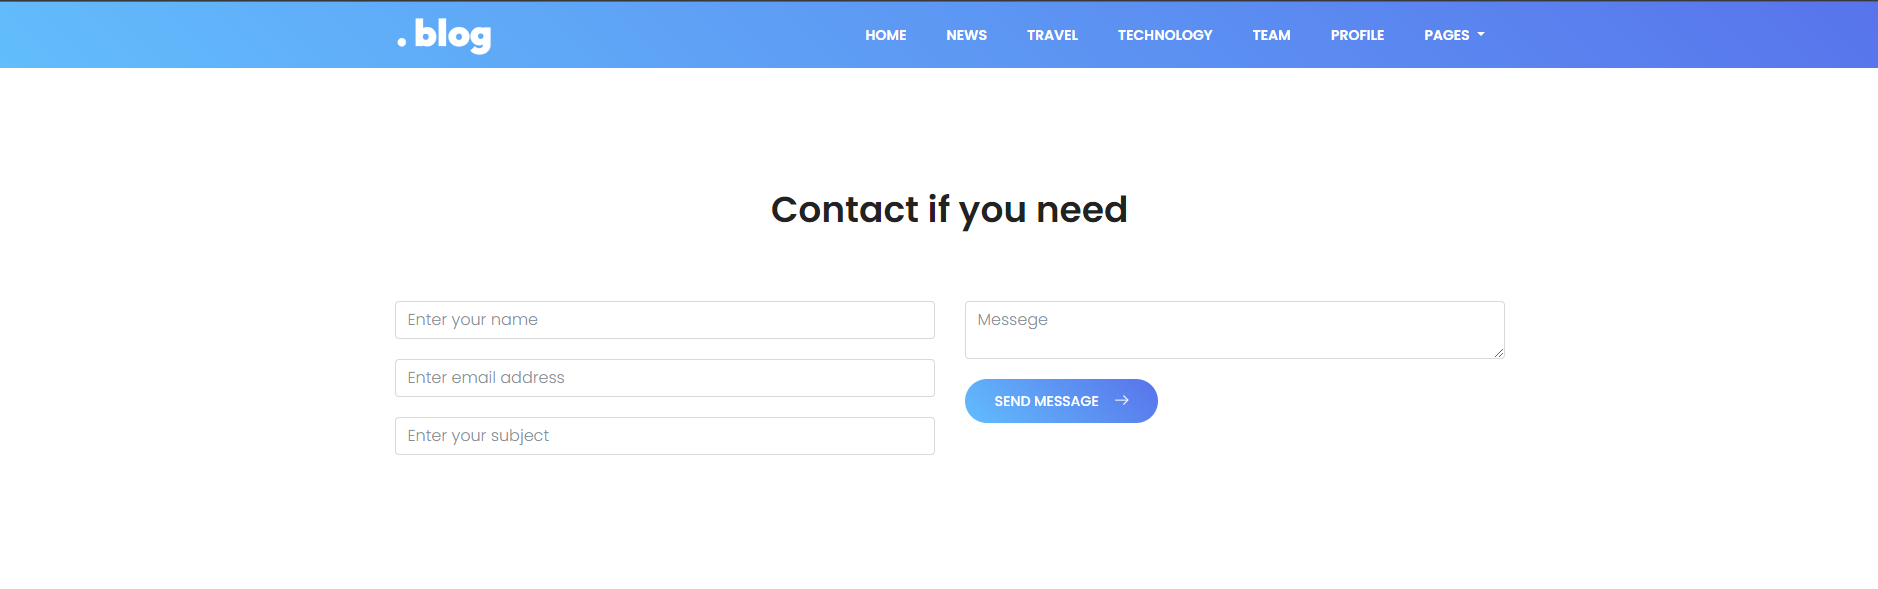 . blog
HOME NEWS TRAVEL TECHNOLOGY TEAM PROFILE PAGES
Contact if you need
Enter your name
Enter email address
Enter your subject
Messege
SEND MESSAGE